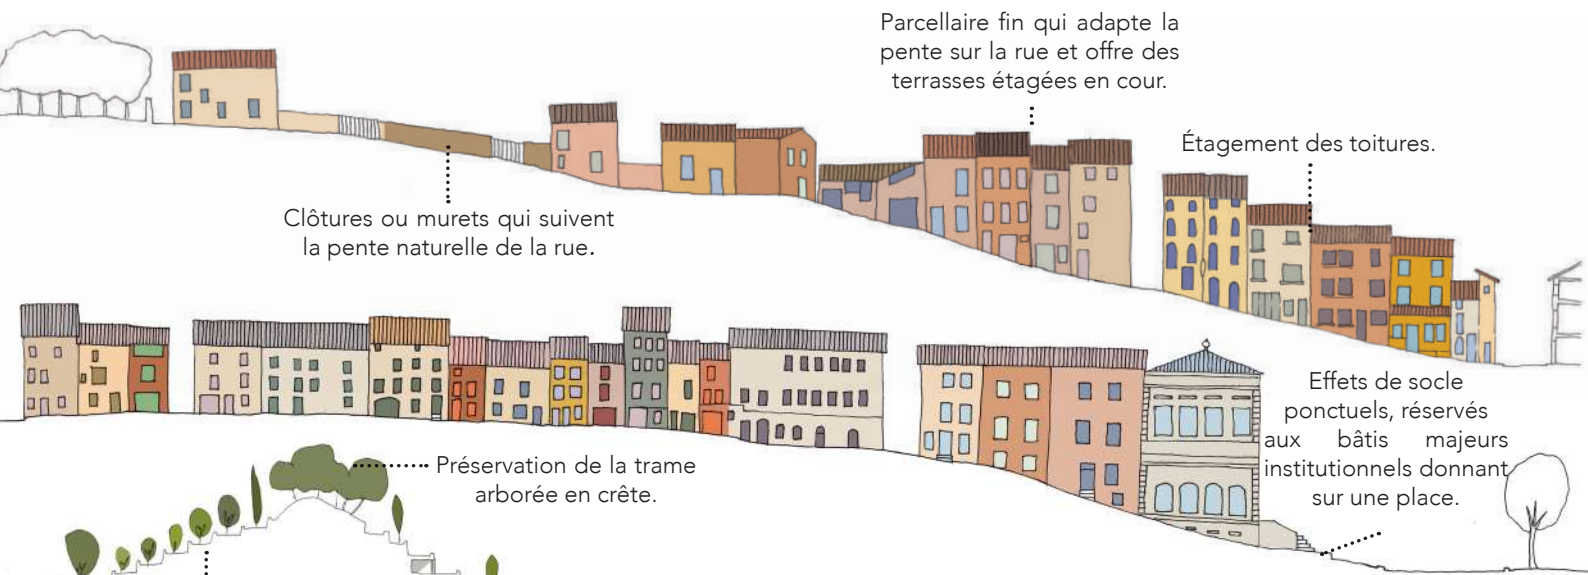 Parcellaire fin qui adapte la
pente sur la rue et offre des
terrasses étagées en cour.
Étagement des toitures.
Clôtures ou murets qui suivent
la pente naturelle de la rue.
Effets de socle
ponctuels, réservés
aux bâtis majeurs
institutionnels donnant
sur une place.
Préservation de la trame
arborée en crête.